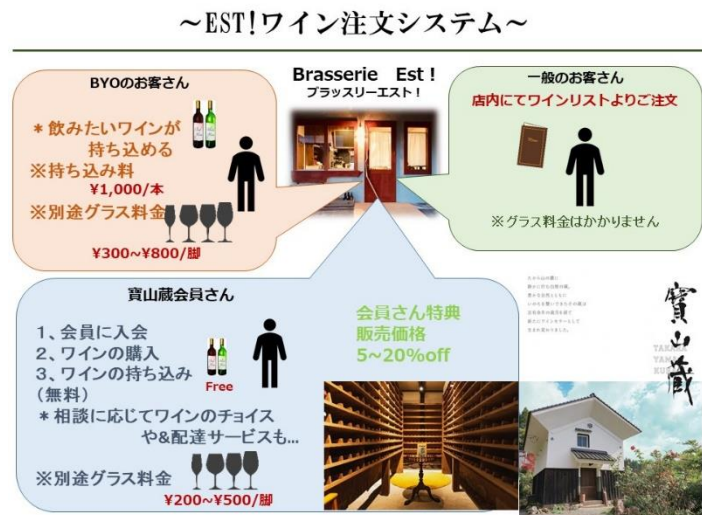 ～EST!ワイン注文システム～
BYOのお客さん
＊飲みたいワインが
持ち込める
※持ち込み料
¥1,000/本
※別途グラス料金
¥300~¥800/脚
Brasserie Est！
ブラッスリーエスト！
一般のお客さん
店内にてワインリストよりご注文
※グラス料金はかかりません
寶山蔵会員さん
1、会員に入会
2、ワインの購入
3、ワインの持ち込み
(無料)
Free
＊相談に応じてワインのチョイス
や&配達サービスも…
※別途グラス料金
¥200~¥500/脚
会員さん特典
販売価格
5~20%off
寶山蔵
TAKARA
YAMA